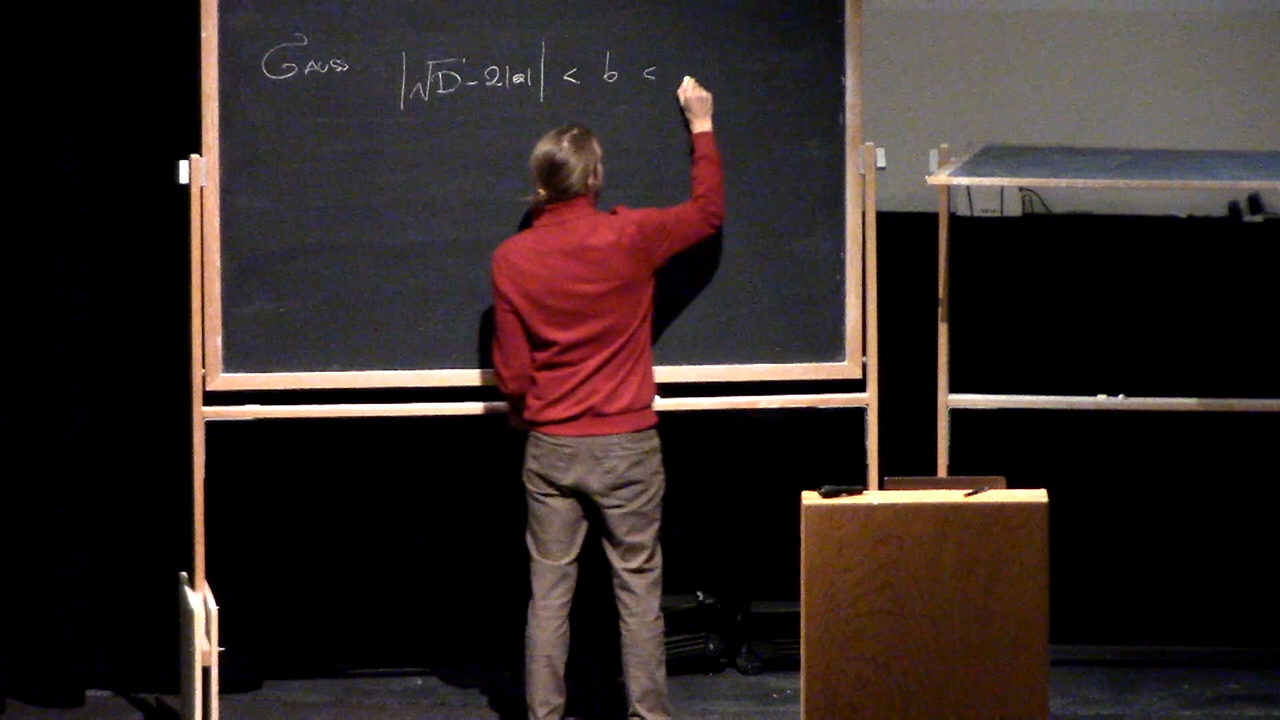 GAUSS |√D - 2|a|| < b <